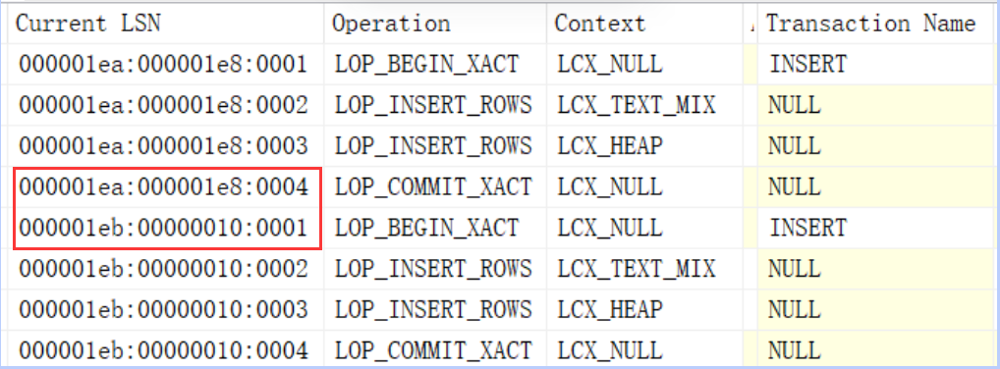 Current LSN Operation Context Transaction Name
000001ea:000001e8:0001 LOP_BEGIN_XACT LCX_NULL INSERT
000001ea:000001e8:0002 LOP_INSERT_ROWS LCX_TEXT_MIX NULL
000001ea:000001e8:0003 LOP_INSERT_ROWS LCX_HEAP NULL
000001ea:000001e8:0004 LOP_COMMIT_XACT LCX_NULL NULL
000001eb:00000010:0001 LOP_BEGIN_XACT LCX_NULL INSERT
000001eb:00000010:0002 LOP_INSERT_ROWS LCX_TEXT_MIX NULL
000001eb:00000010:0003 LOP_INSERT_ROWS LCX_HEAP NULL
000001eb:00000010:0004 LOP_COMMIT_XACT LCX_NULL NULL